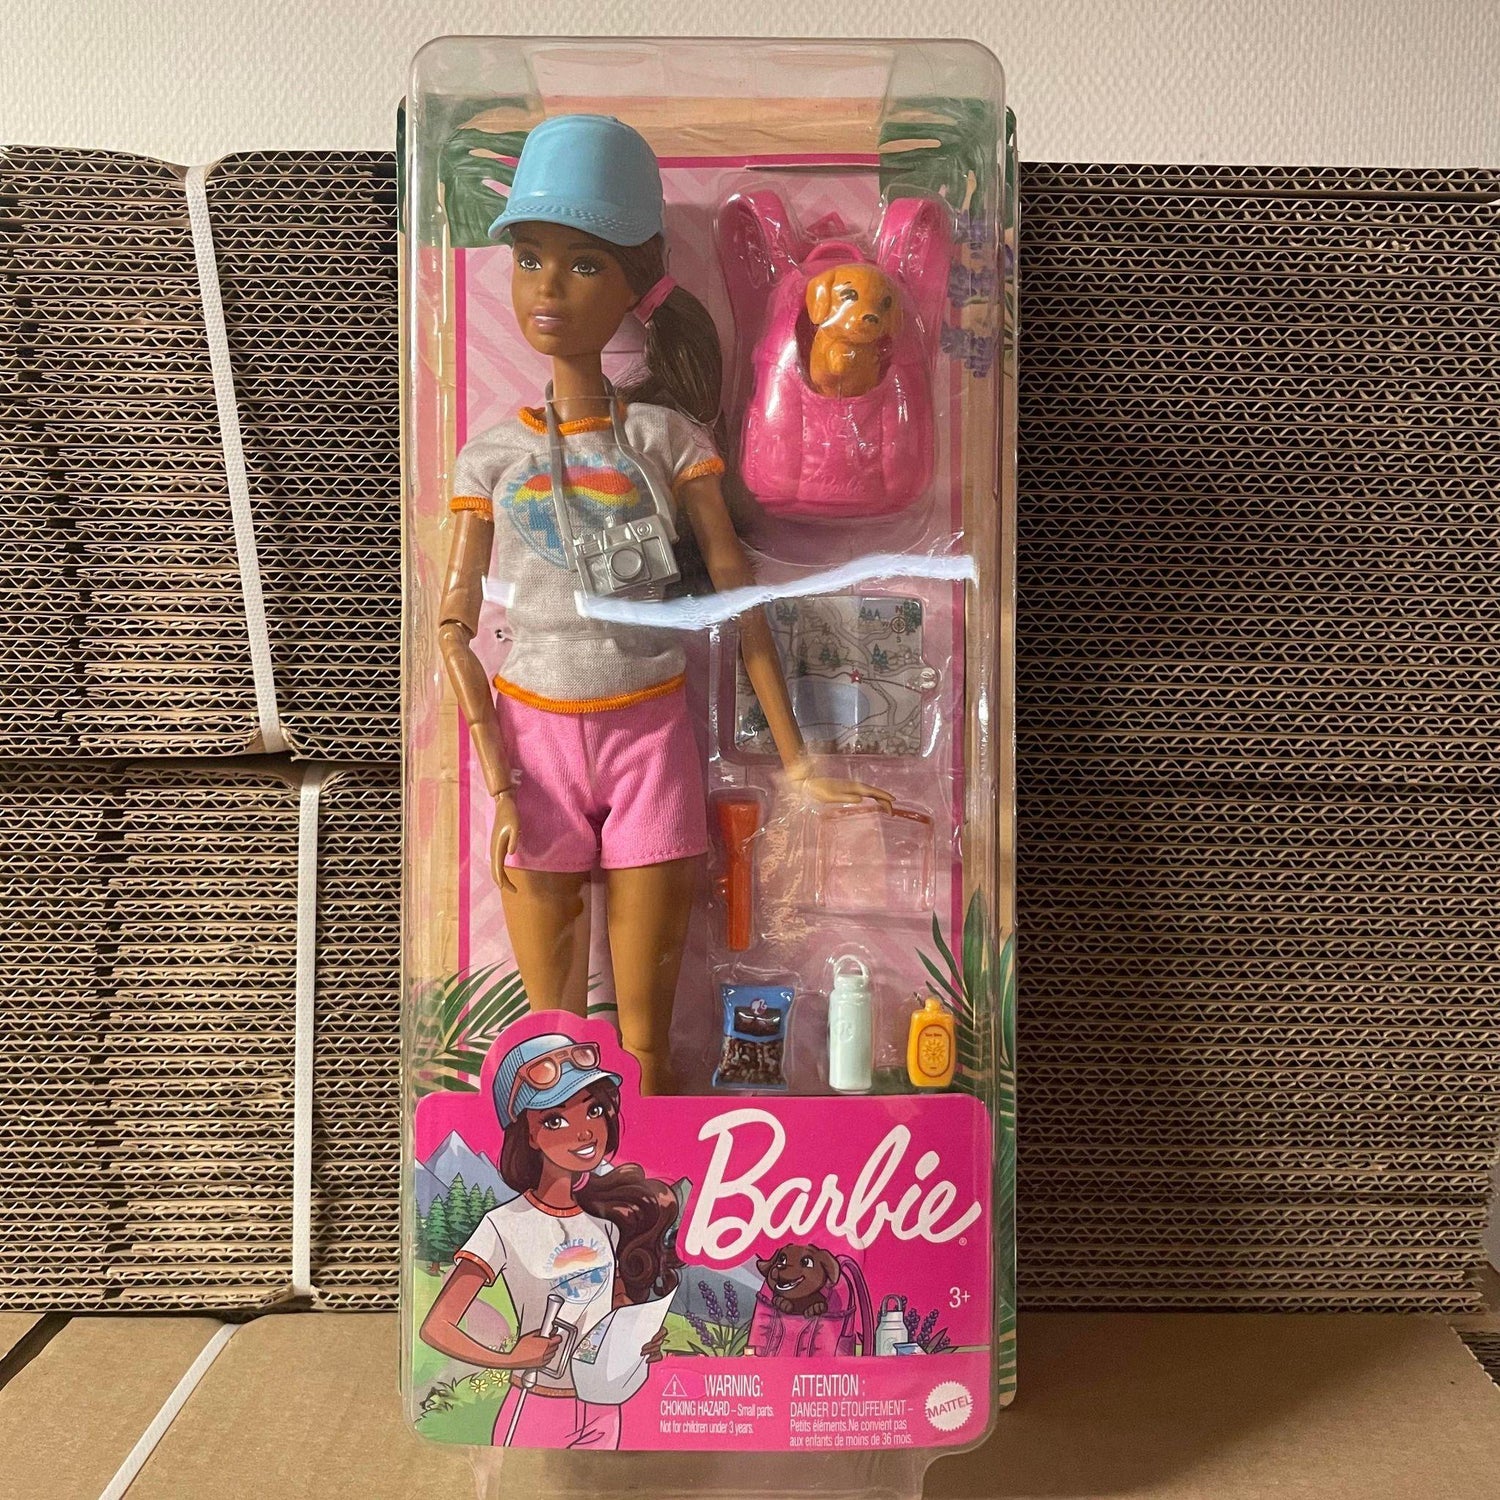 Barbie
N
W
S
Barbie®
3+
WARNING:
CHOKING HAZARD – Small parts.
Not for children under 3 years.
ATTENTION :
DANGER D'ÉTOUFFEMENT –
Petits éléments. Ne convient pas
aux enfants de moins de 36 mois.
MATTEL